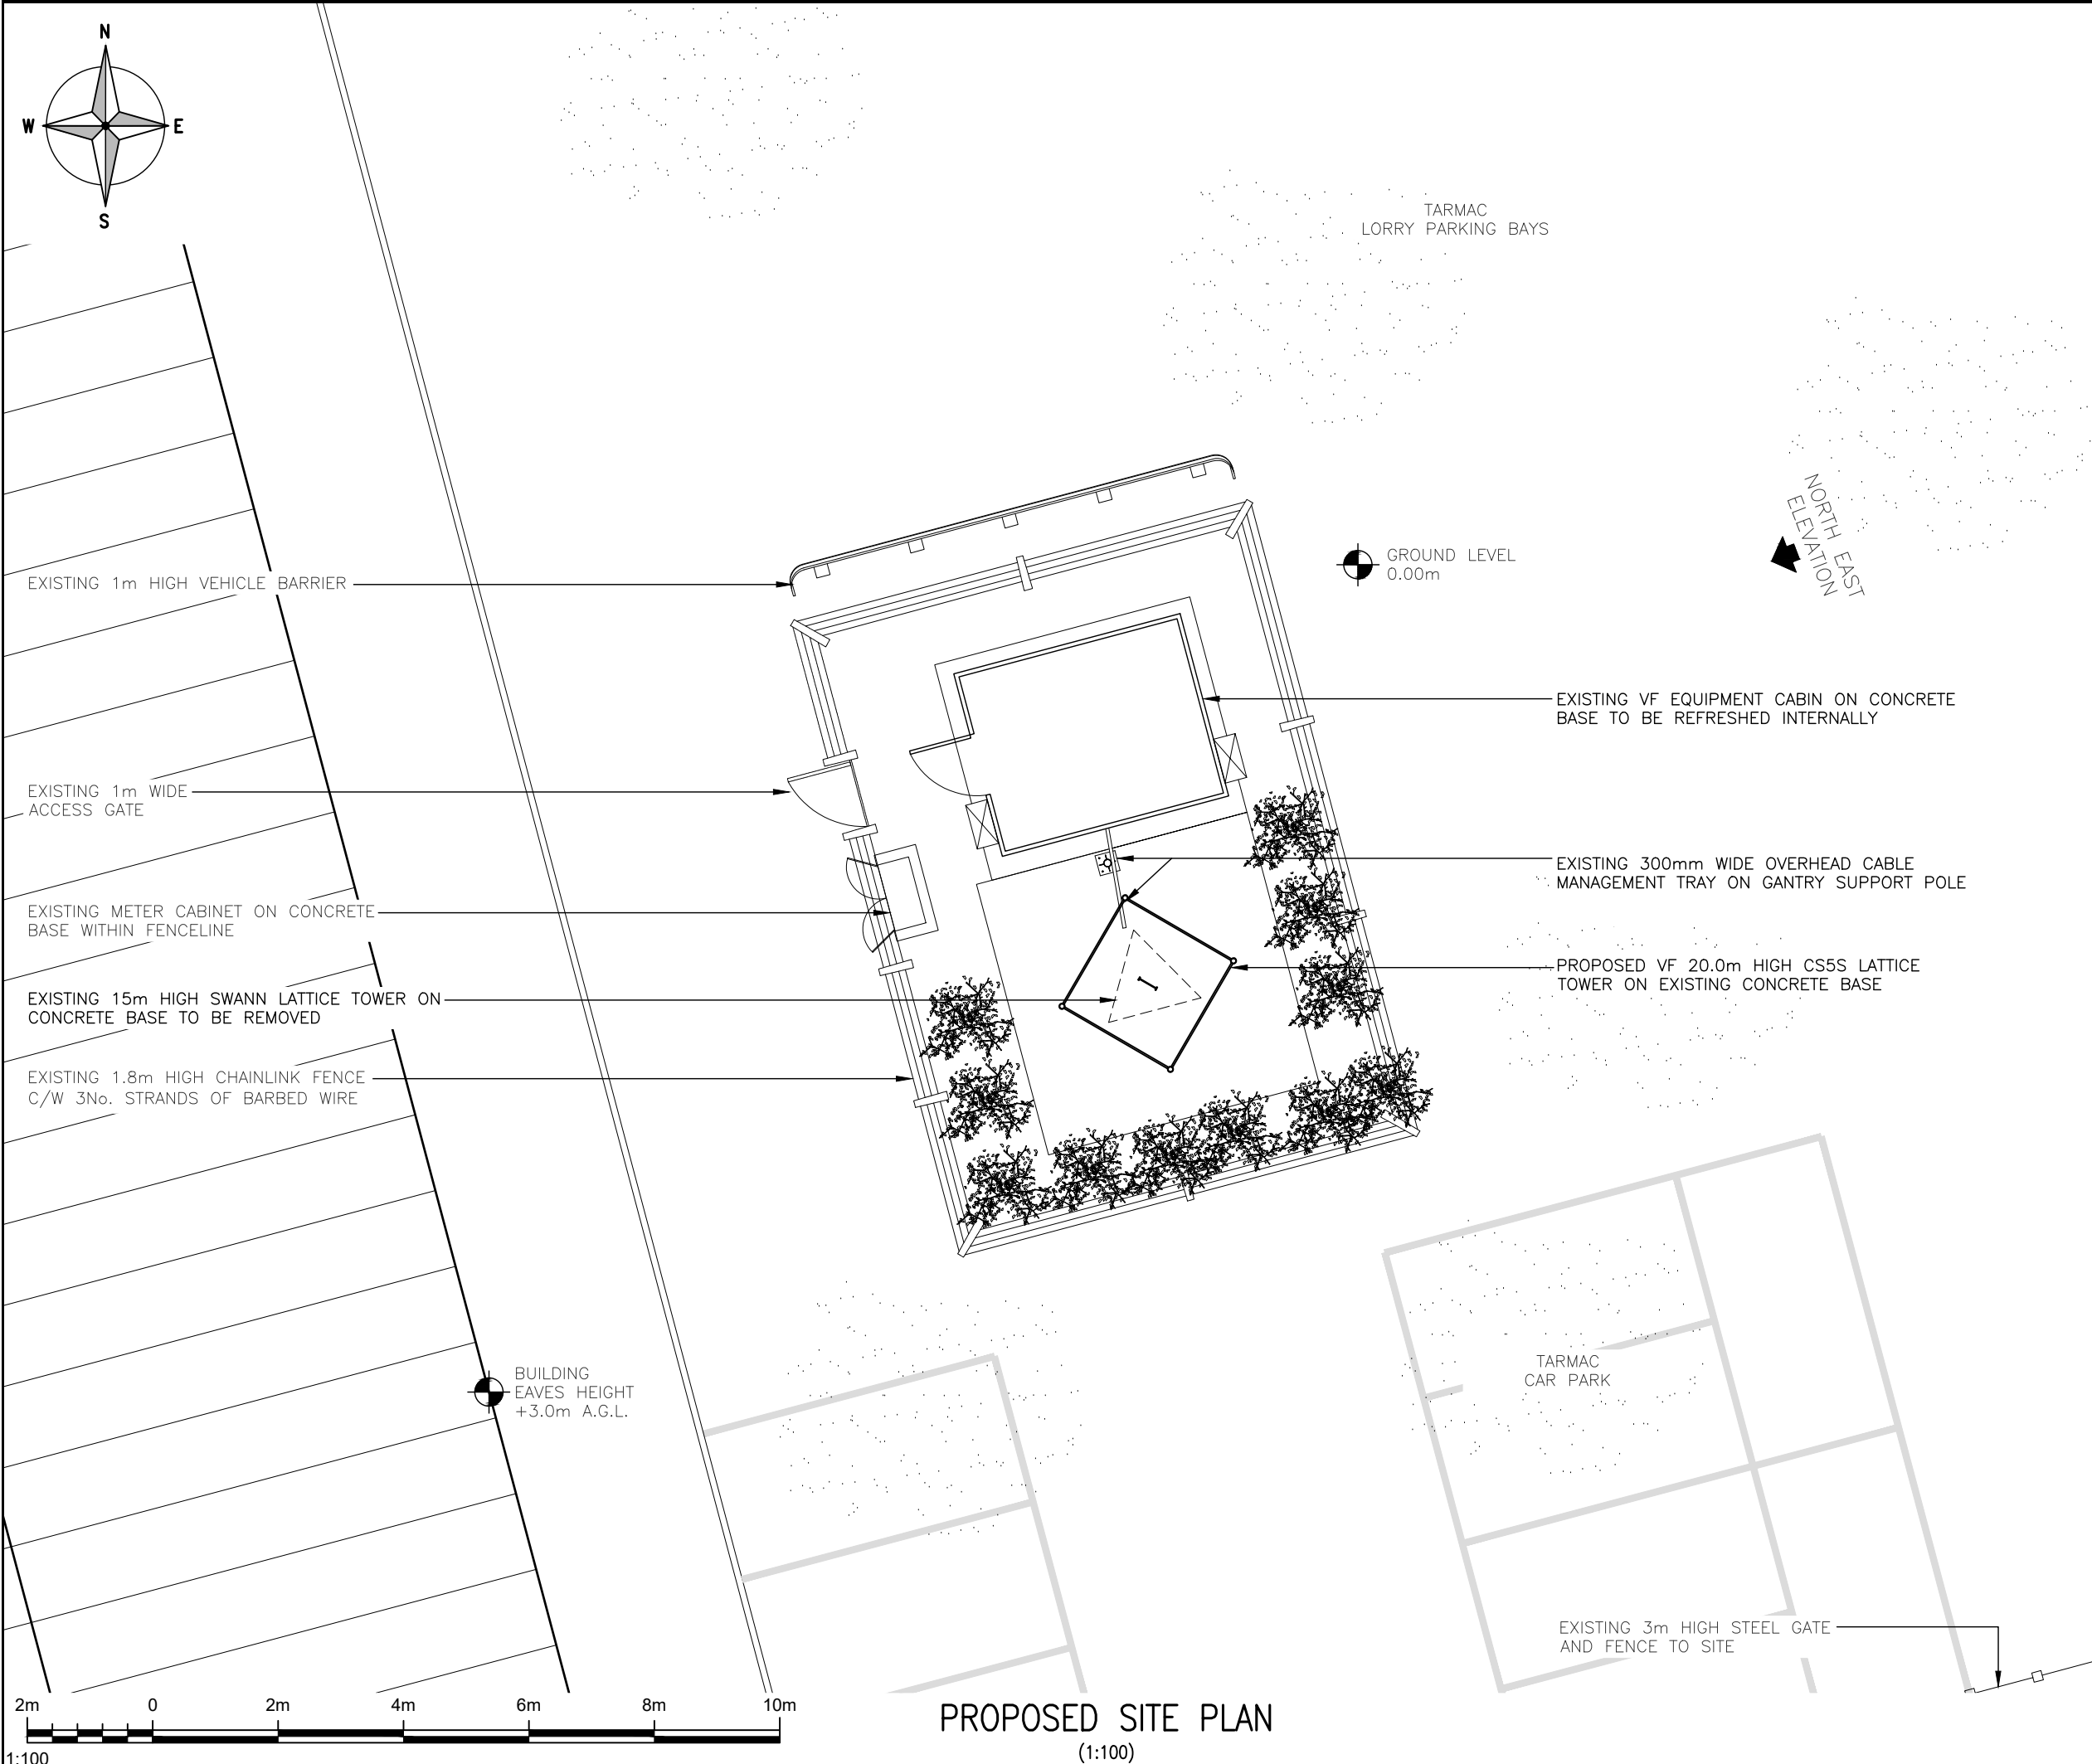 N
W
E
S
TARMAC
LORRY PARKING BAYS
NORTH EAST
ELEVATION
GROUND LEVEL
0.00m
EXISTING 1m HIGH VEHICLE BARRIER
EXISTING VF EQUIPMENT CABIN ON CONCRETE
BASE TO BE REFRESHED INTERNALLY
EXISTING 1m WIDE
ACCESS GATE
EXISTING 300mm WIDE OVERHEAD CABLE
MANAGEMENT TRAY ON GANTRY SUPPORT POLE
EXISTING METER CABINET ON CONCRETE
BASE WITHIN FENCELINE
PROPOSED VF 20.0m HIGH CS5S LATTICE
TOWER ON EXISTING CONCRETE BASE
EXISTING 15m HIGH SWANN LATTICE TOWER ON
CONCRETE BASE TO BE REMOVED
EXISTING 1.8m HIGH CHAINLINK FENCE
C/W 3No. STRANDS OF BARBED WIRE
TARMAC
CAR PARK
BUILDING
EAVES HEIGHT
+3.0m A.G.L.
EXISTING 3m HIGH STEEL GATE
AND FENCE TO SITE
2m 0 2m 4m 6m 8m 10m
1:100
PROPOSED SITE PLAN
(1:100)